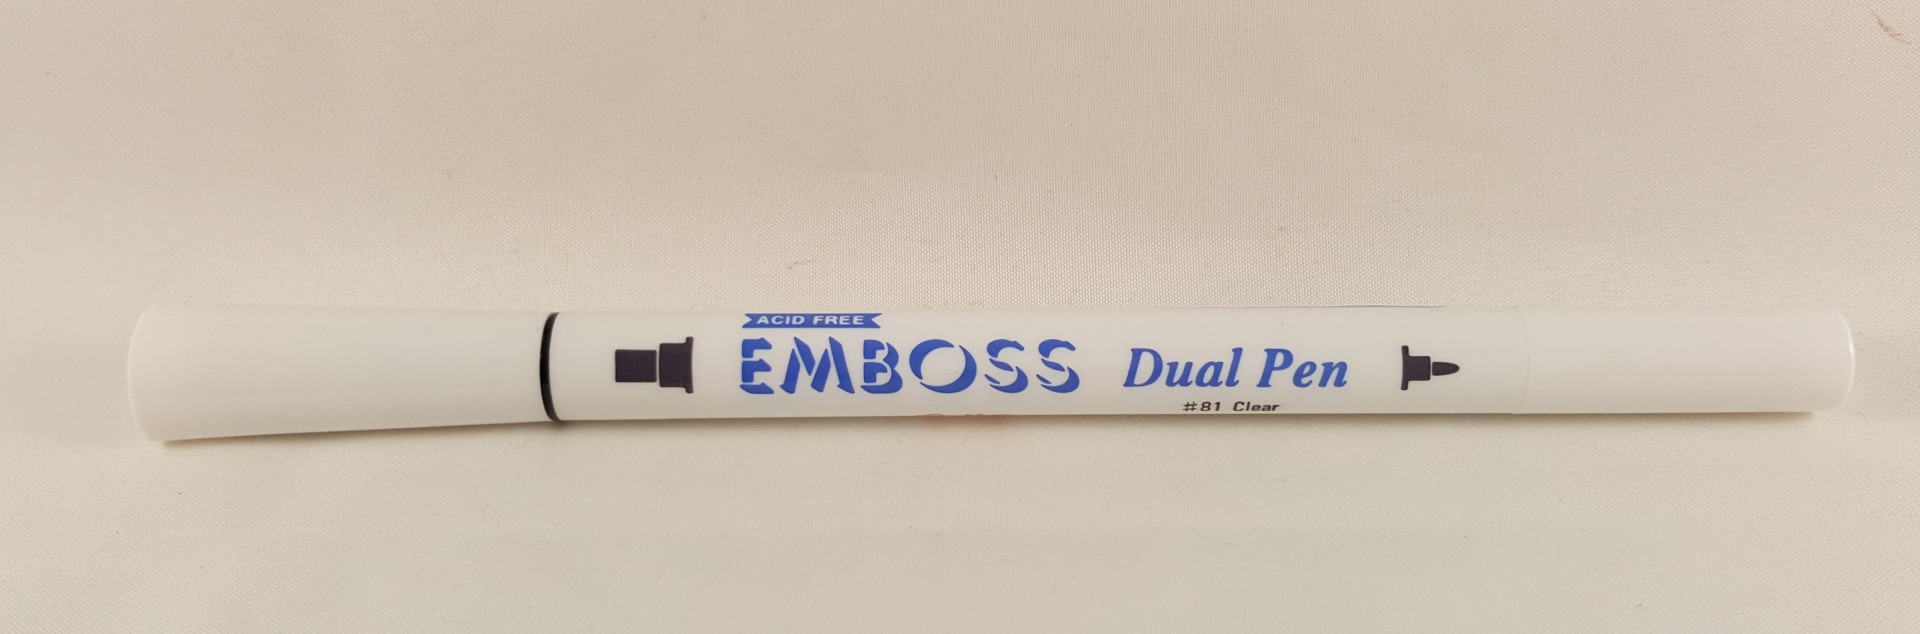 ACID FREE
EMBOSS Dual Pen
#81 Clear